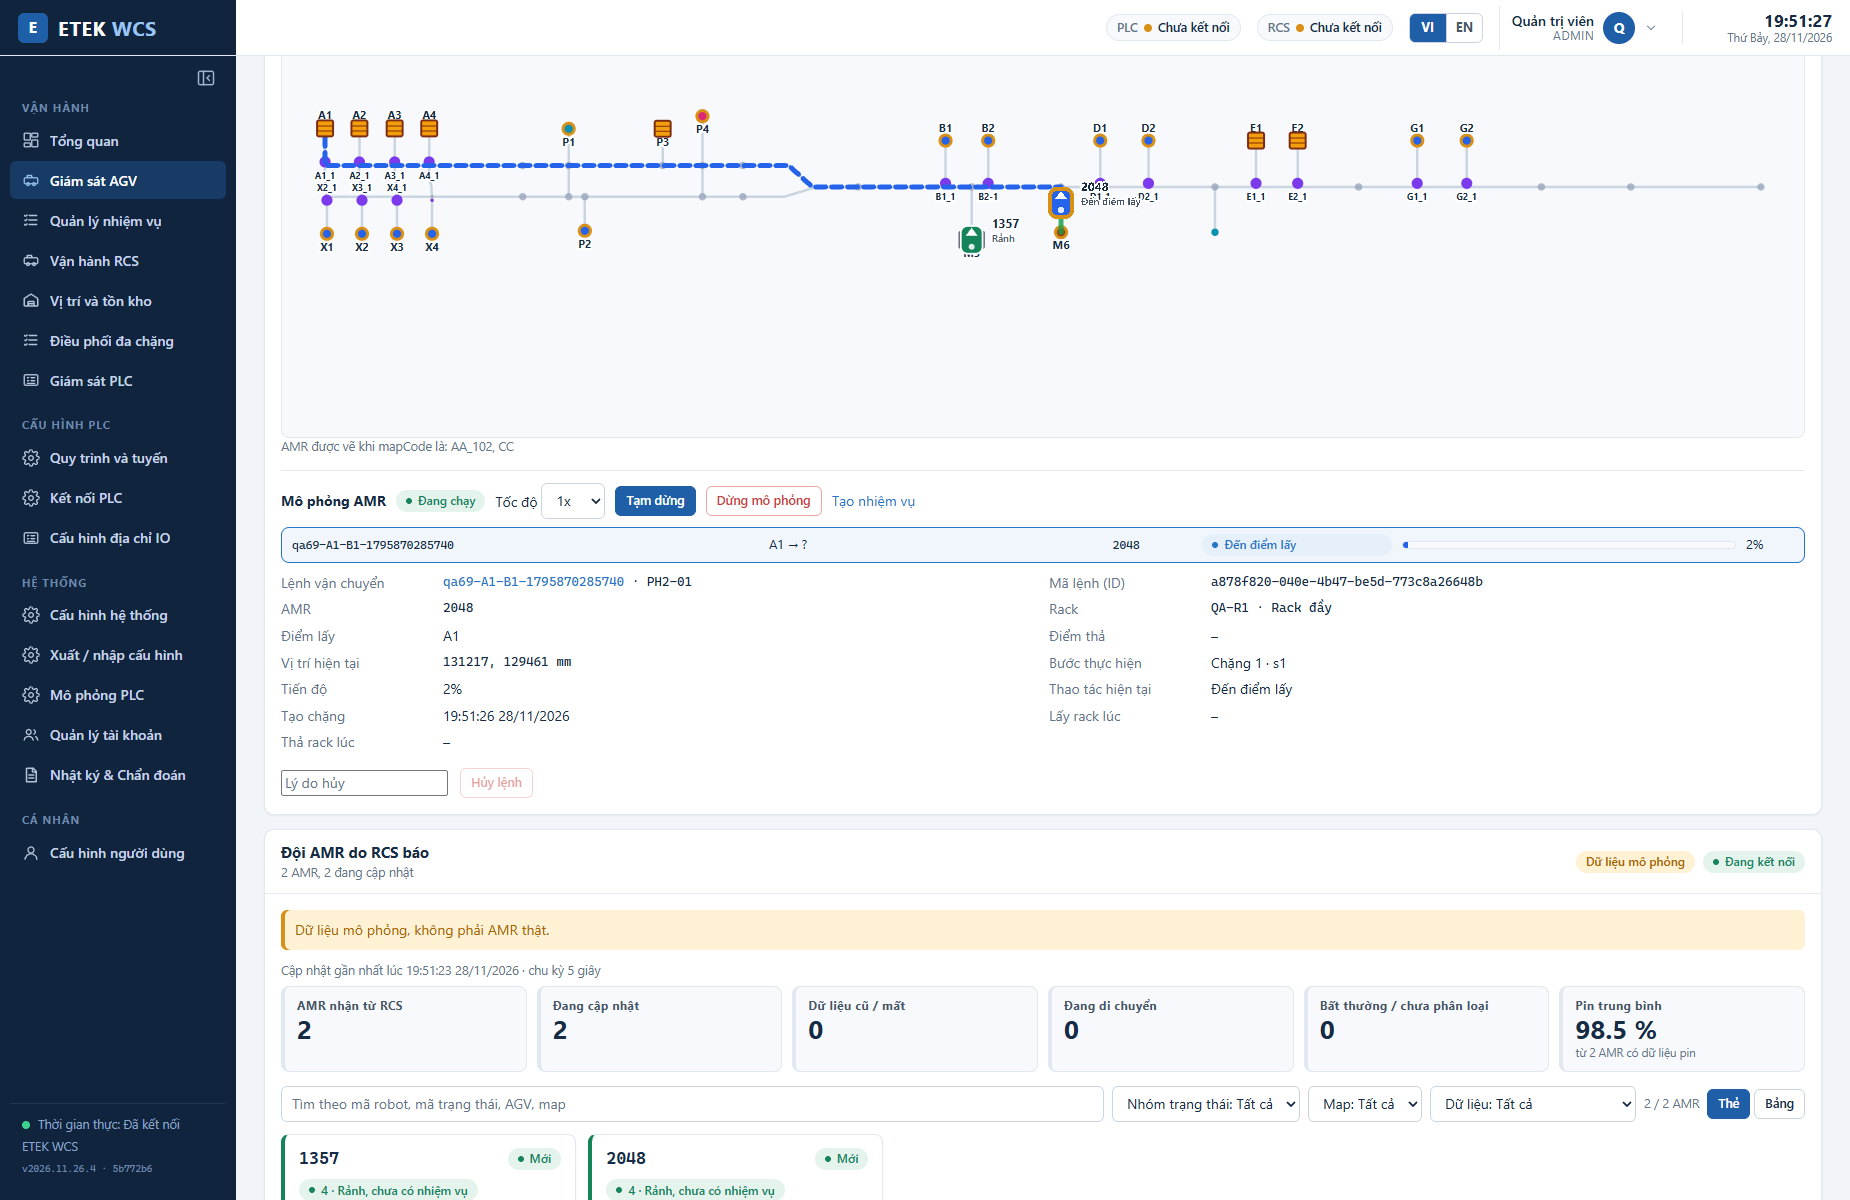 E ETEK WCS
PLC Chưa kết nối
RCS Chưa kết nối
VI EN
Quản trị viên
ADMIN
Q
19:51:27
Thứ Bảy, 28/11/2026
VẬN HÀNH
Tổng quan
Giám sát AGV
Quản lý nhiệm vụ
Vận hành RCS
Vị trí và tồn kho
Điều phối đa chặng
Giám sát PLC
CẤU HÌNH PLC
Quy trình và tuyến
Kết nối PLC
Cấu hình địa chỉ IO
HỆ THỐNG
Cấu hình hệ thống
Xuất / nhập cấu hình
Mô phỏng PLC
Quản lý tài khoản
Nhật ký & Chẩn đoán
CÁ NHÂN
Cấu hình người dùng
Thời gian thực: Đã kết nối
ETEK WCS
v2026.11.26.4 · 5b772b6
A1 A2 A3 A4
P1 P3 P4
B1 B2 D1 D2 E1 E2 G1 G2
A1_1 A2_1 A3_1 A4_1
X2_1 X3_1 X4_1
B1_1 B2-1 D1_1 D2_1 E1_1 E2_1 G1_1 G2_1
2048
Đến điểm lấy
1357
Rảnh
X1 X2 X3 X4 P2 M6
AMR được vẽ khi mapCode là: AA_102, CC
Mô phỏng AMR Đang chạy Tốc độ 1x Tạm dừng Dừng mô phỏng Tạo nhiệm vụ
qa69-A1-B1-1795870285740 A1 → ? 2048 Đến điểm lấy 2%
Lệnh vận chuyển qa69-A1-B1-1795870285740 · PH2-01
Mã lệnh (ID) a878f820-040e-4b47-be5d-773c8a26648b
AMR 2048
Rack QA-R1 · Rack đầy
Điểm lấy A1
Điểm thả –
Vị trí hiện tại 131217, 129461 mm
Bước thực hiện Chặng 1 · s1
Tiến độ 2%
Thao tác hiện tại Đến điểm lấy
Tạo chặng 19:51:26 28/11/2026
Lấy rack lúc –
Thả rack lúc –
Lý do hủy Hủy lệnh
Đội AMR do RCS báo
2 AMR, 2 đang cập nhật
Dữ liệu mô phỏng Đang kết nối
Dữ liệu mô phỏng, không phải AMR thật.
Cập nhật gần nhất lúc 19:51:23 28/11/2026 · chu kỳ 5 giây
AMR nhận từ RCS
2
Đang cập nhật
2
Dữ liệu cũ / mất
0
Đang di chuyển
0
Bất thường / chưa phân loại
0
Pin trung bình
98.5 %
từ 2 AMR có dữ liệu pin
Tìm theo mã robot, mã trạng thái, AGV, map
Nhóm trạng thái: Tất cả
Map: Tất cả
Dữ liệu: Tất cả
2 / 2 AMR
Thẻ Bảng
1357 Mới
4 · Rảnh, chưa có nhiệm vụ
2048 Mới
4 · Rảnh, chưa có nhiệm vụ